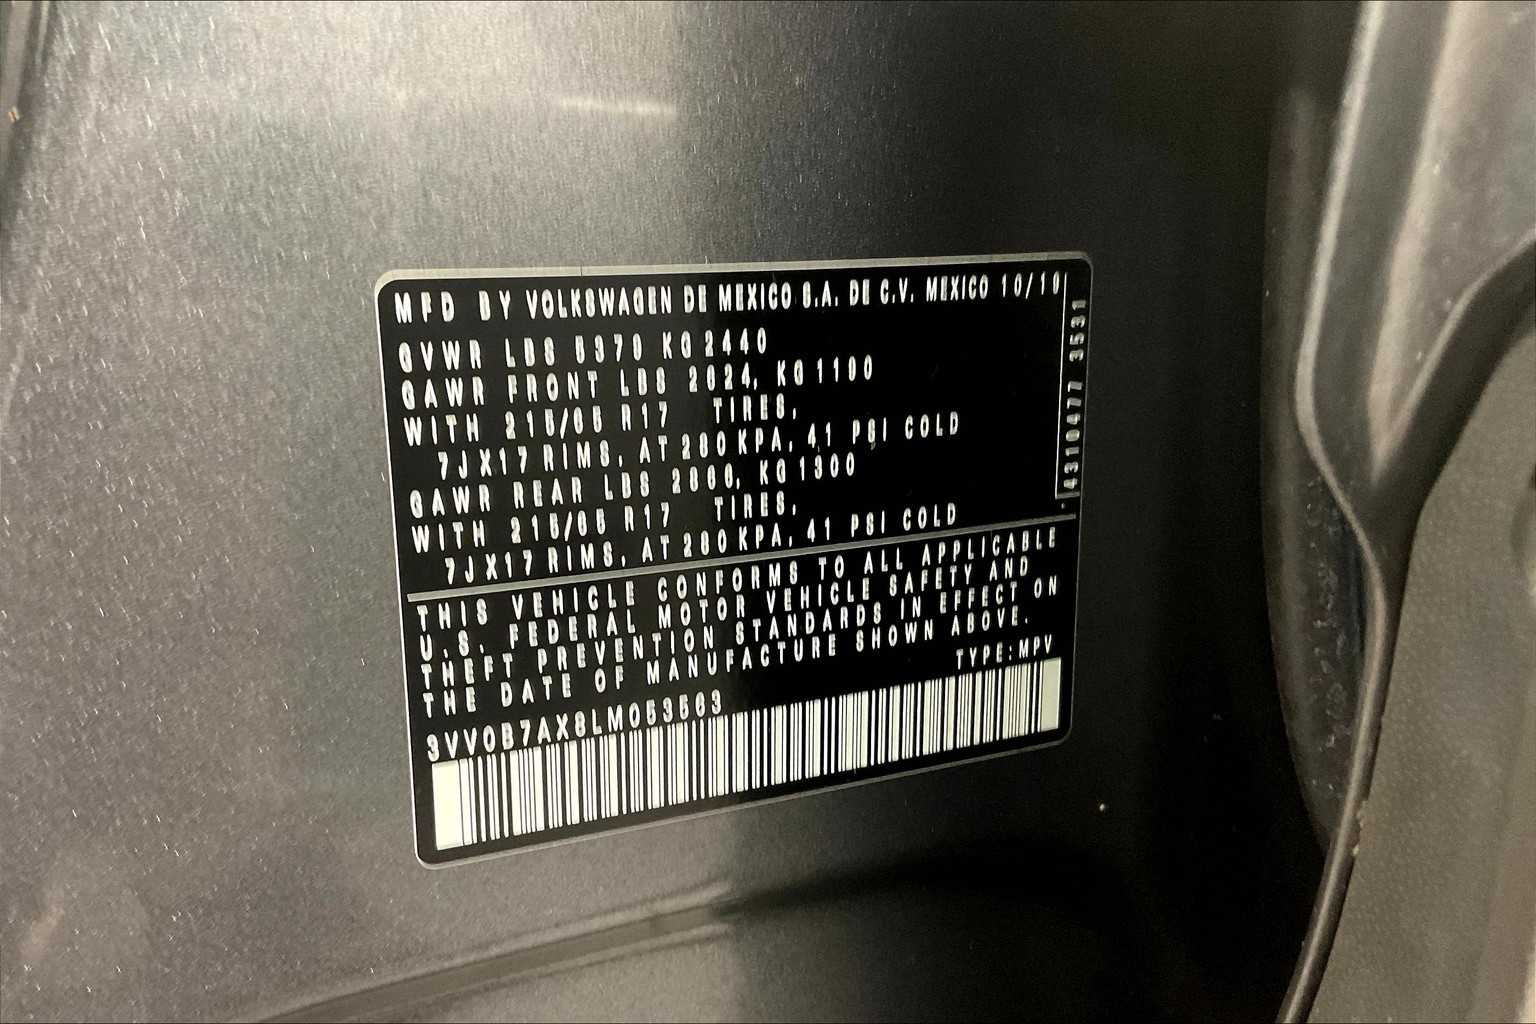 MFD BY VOLKSWAGEN DE MEXICO S.A. DE C.V. MEXICO 10/19
GVWR LBS 5379 KG 2440
GAWR FRONT LBS 2624, KG 1190
WITH 215/65 R17 TIRES,
7JX17 RIMS, AT 280 KPA, 41 PSI COLD
GAWR REAR LBS 2866, KG 1300
WITH 215/65 R17 TIRES,
7JX17 RIMS, AT 280 KPA, 41 PSI COLD
4310477 3531
THIS VEHICLE CONFORMS TO ALL APPLICABLE
U.S. FEDERAL MOTOR VEHICLE SAFETY AND
THEFT PREVENTION STANDARDS IN EFFECT ON
THE DATE OF MANUFACTURE SHOWN ABOVE.
TYPE:MPV
3VV0B7AX8LM053563